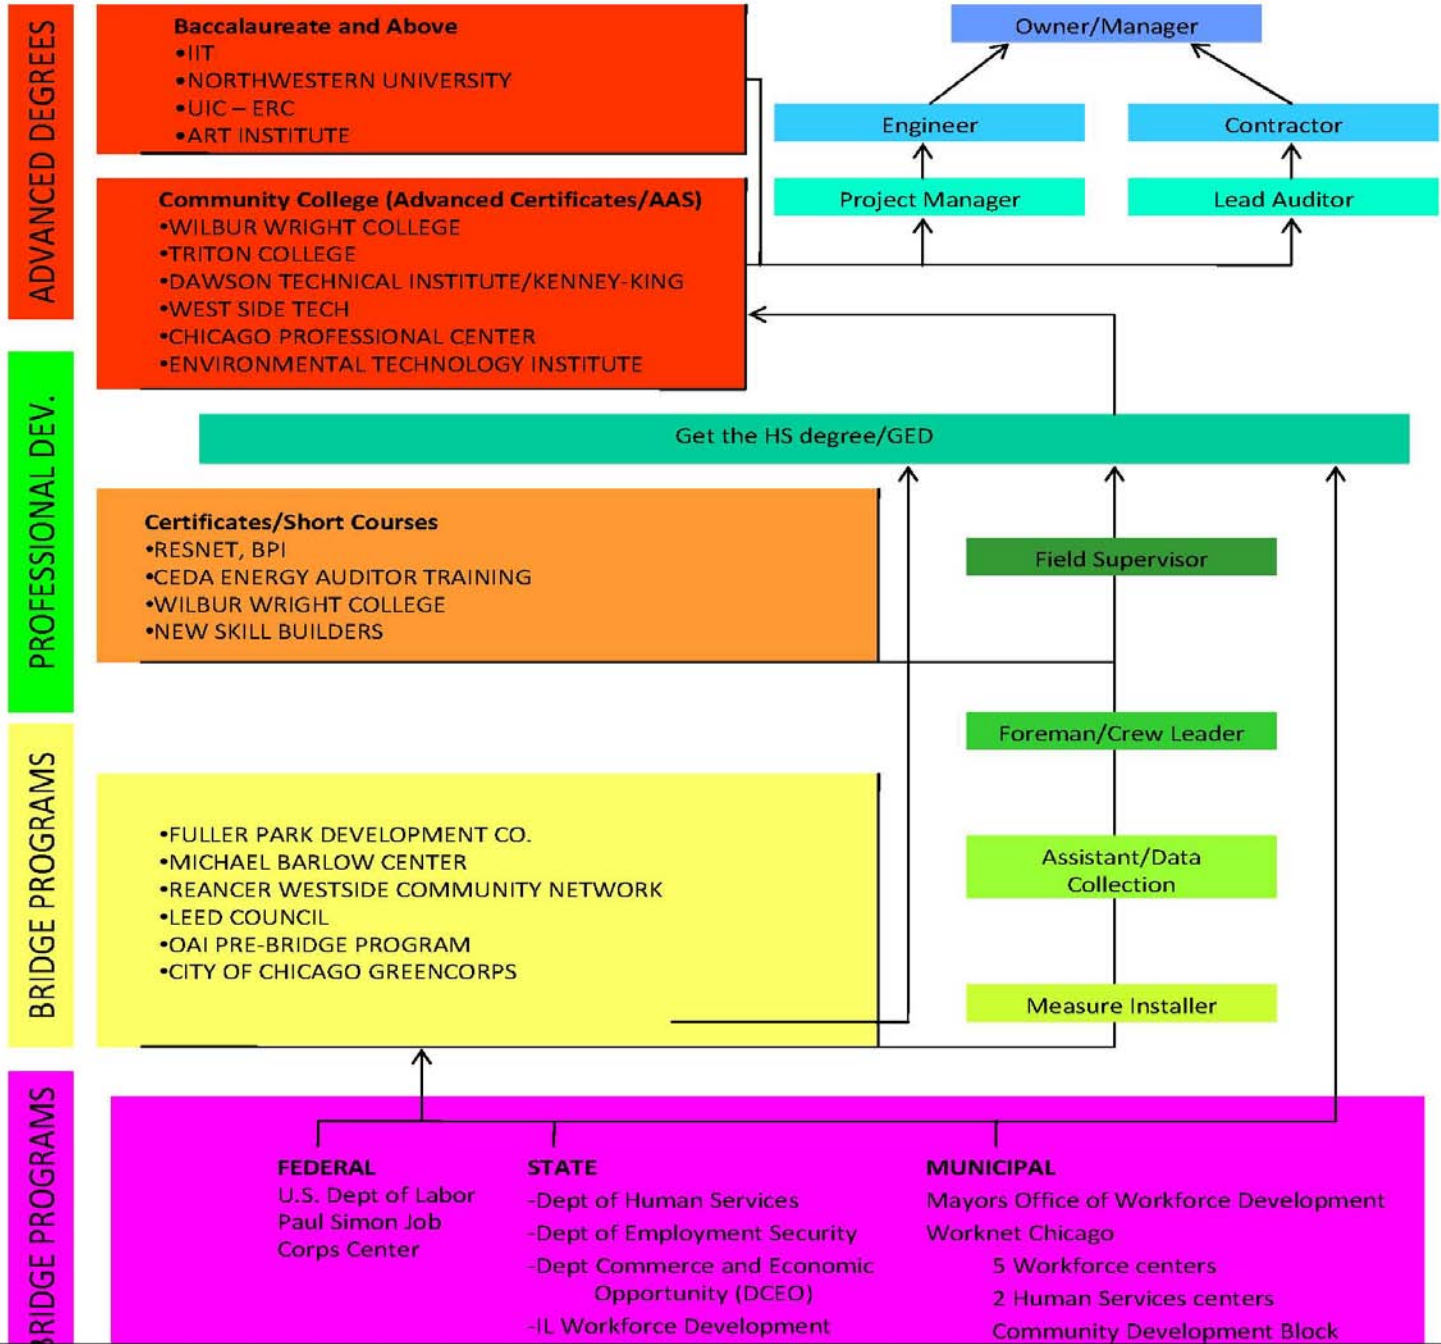 ADVANCED DEGREES
Baccalaureate and Above
•IIT
•NORTHWESTERN UNIVERSITY
•UIC – ERC
•ART INSTITUTE
Owner/Manager
Engineer
Contractor
Project Manager
Lead Auditor
Community College (Advanced Certificates/AAS)
•WILBUR WRIGHT COLLEGE
•TRITON COLLEGE
•DAWSON TECHNICAL INSTITUTE/KENNEY-KING
•WEST SIDE TECH
•CHICAGO PROFESSIONAL CENTER
•ENVIRONMENTAL TECHNOLOGY INSTITUTE
PROFESSIONAL DEV.
Get the HS degree/GED
Certificates/Short Courses
•RESNET, BPI
•CEDA ENERGY AUDITOR TRAINING
•WILBUR WRIGHT COLLEGE
•NEW SKILL BUILDERS
Field Supervisor
Foreman/Crew Leader
BRIDGE PROGRAMS
•FULLER PARK DEVELOPMENT CO.
•MICHAEL BARLOW CENTER
•REANCER WESTSIDE COMMUNITY NETWORK
•LEED COUNCIL
•OAI PRE-BRIDGE PROGRAM
•CITY OF CHICAGO GREENCORPS
Assistant/Data
Collection
Measure Installer
BRIDGE PROGRAMS
FEDERAL
U.S. Dept of Labor
Paul Simon Job
Corps Center
STATE
-Dept of Human Services
-Dept of Employment Security
-Dept Commerce and Economic
Opportunity (DCEO)
-IL Workforce Development
MUNICIPAL
Mayors Office of Workforce Development
Worknet Chicago
5 Workforce centers
2 Human Services centers
Community Development Block